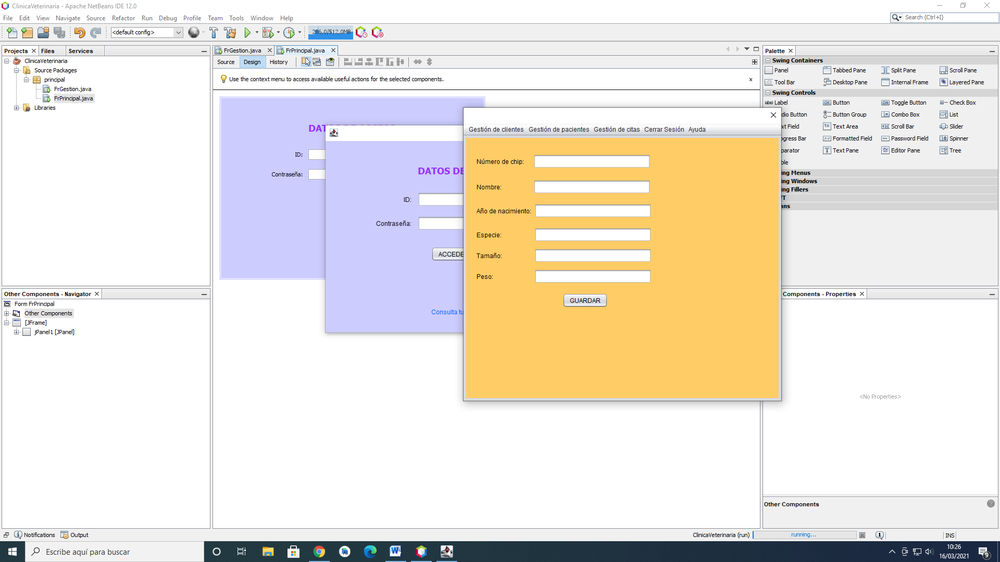 ClinicaVeterinaria - Apache NetBeans IDE 12.0
File Edit View Navigate Source Refactor Run Debug Profile Team Tools Window Help
Search (Ctrl+I)
<default config>
286,0/512,0MB
Projects Files Services
ClinicaVeterinaria
Source Packages
principal
FrGestion.java
FrPrincipal.java
Libraries
FrGestion.java FrPrincipal.java
Source Design History
Use the context menu to access available useful actions for the selected components.
x
ID:
Contraseña:
DATOS DE
ID:
Contraseña:
ACCEDE
Consulta tu
Gestión de clientes Gestión de pacientes Gestión de citas Cerrar Sesión Ayuda
Número de chip:
Nombre:
Año de nacimiento:
Especie:
Tamaño:
Peso:
GUARDAR
Palette
Swing Containers
Panel Tabbed Pane Split Pane Scroll Pane
Tool Bar Desktop Pane Internal Frame Layered Pane
Swing Controls
Label Button Toggle Button Check Box
dio Button Button Group Combo Box List
xt Field Text Area Scroll Bar Slider
ogress Bar Formatted Field Password Field Spinner
parator Text Pane Editor Pane Tree
ble
ing Menus
ing Windows
ing Fillers
T
ans
Other Components - Navigator
Form FrPrincipal
Other Components
[JFrame]
jPanel1 [JPanel]
Components - Properties
<No Properties>
Other Components
Notifications Output
ClinicaVeterinaria (run) running... INS
Escribe aquí para buscar
10:26
16/03/2021
9